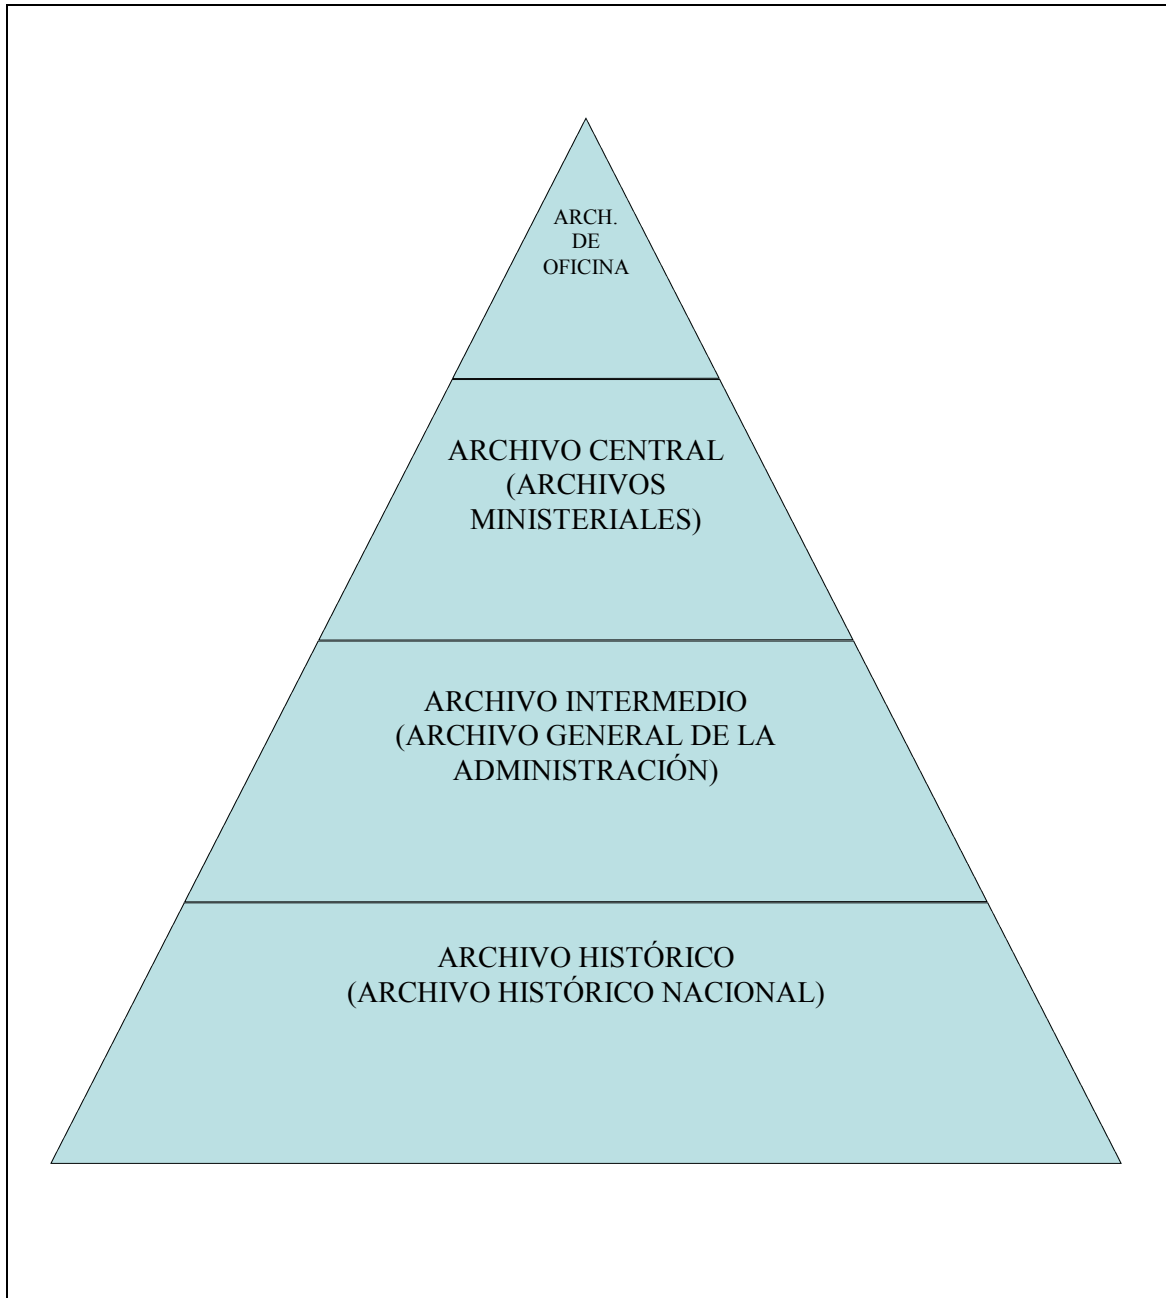 ARCH.
DE
OFICINA
ARCHIVO CENTRAL
(ARCHIVOS
MINISTERIALES)
ARCHIVO INTERMEDIO
(ARCHIVO GENERAL DE LA
ADMINISTRACIÓN)
ARCHIVO HISTÓRICO
(ARCHIVO HISTÓRICO NACIONAL)